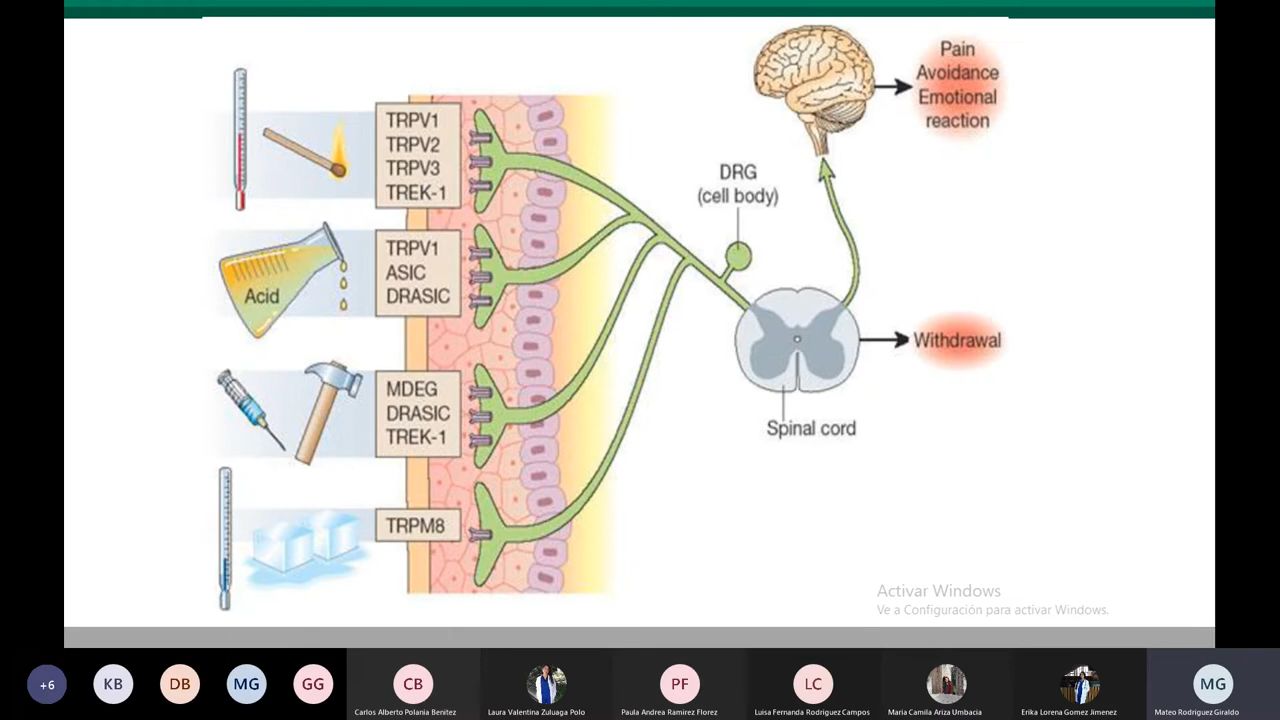 Pain
Avoidance
Emotional
reaction
TRPV1
TRPV2
TRPV3
TREK-1
DRG
(cell body)
TRPV1
ASIC
DRASIC
Acid
Withdrawal
MDEG
DRASIC
TREK-1
Spinal cord
TRPM8
Activar Windows
Ve a Configuración para activar Windows.
+6
KB
DB
MG
GG
CB
PF
LC
MG
Carlos Alberto Polania Benitez
Laura Valentina Zuluaga Polo
Paula Andrea Ramirez Florez
Luisa Fernanda Rodriguez Campos
Maria Camila Ariza Umbacia
Erika Lorena Gomez Jimenez
Mateo Rodriguez Giraldo